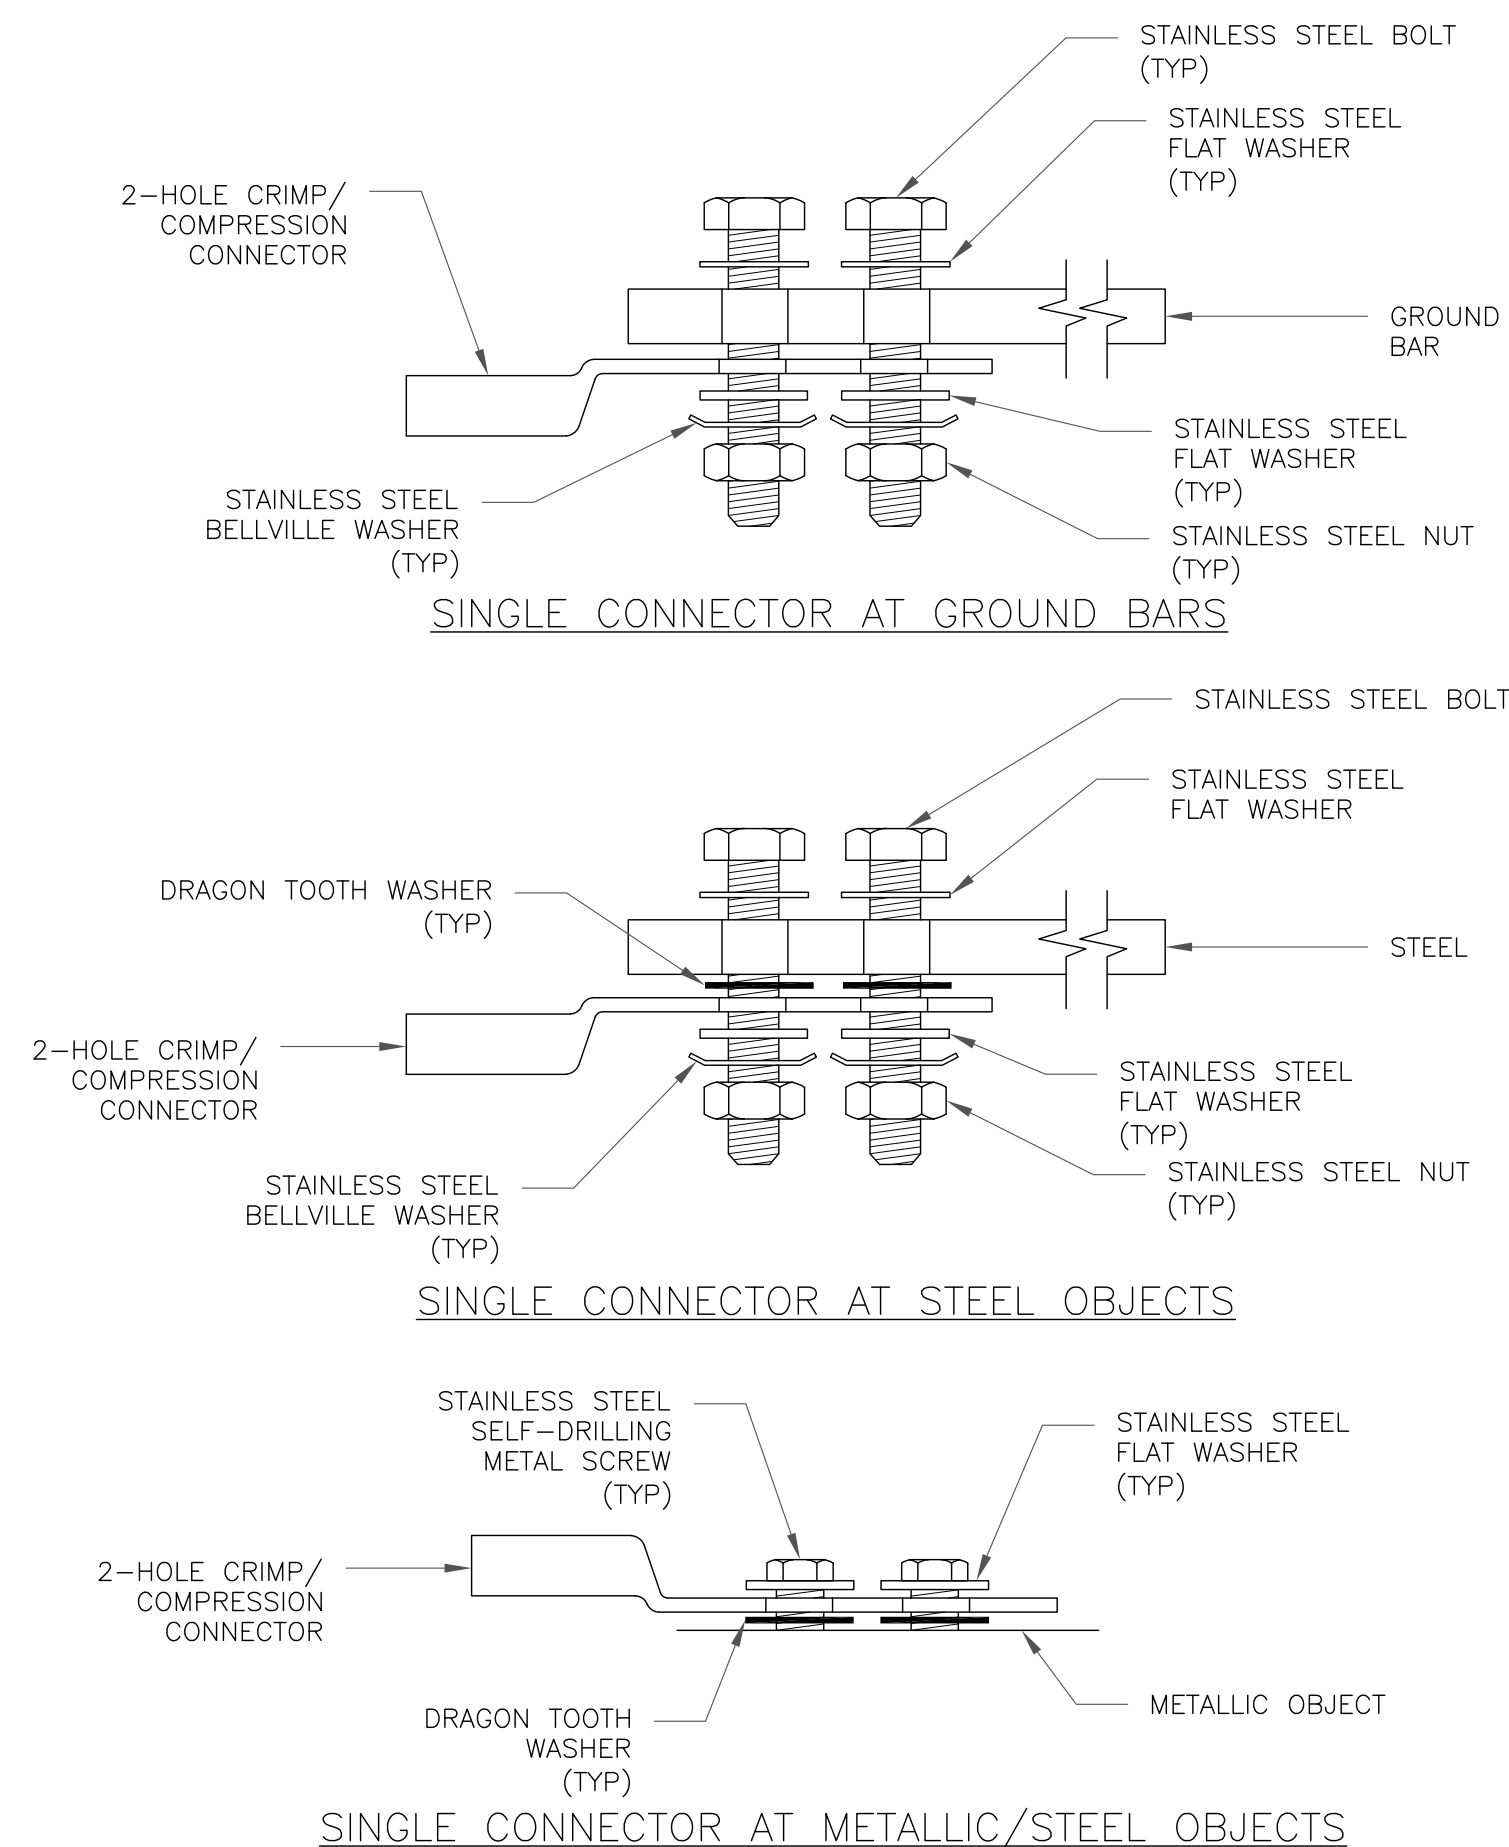 STAINLESS STEEL BOLT
(TYP)
STAINLESS STEEL
FLAT WASHER
(TYP)
2-HOLE CRIMP/
COMPRESSION
CONNECTOR
GROUND
BAR
STAINLESS STEEL
FLAT WASHER
(TYP)
STAINLESS STEEL
BELLVILLE WASHER
(TYP)
STAINLESS STEEL NUT
(TYP)
SINGLE CONNECTOR AT GROUND BARS
STAINLESS STEEL BOLT
STAINLESS STEEL
FLAT WASHER
DRAGON TOOTH WASHER
(TYP)
STEEL
2-HOLE CRIMP/
COMPRESSION
CONNECTOR
STAINLESS STEEL
FLAT WASHER
(TYP)
STAINLESS STEEL NUT
(TYP)
STAINLESS STEEL
BELLVILLE WASHER
(TYP)
SINGLE CONNECTOR AT STEEL OBJECTS
STAINLESS STEEL
SELF-DRILLING
METAL SCREW
(TYP)
STAINLESS STEEL
FLAT WASHER
(TYP)
2-HOLE CRIMP/
COMPRESSION
CONNECTOR
METALLIC OBJECT
DRAGON TOOTH
WASHER
(TYP)
SINGLE CONNECTOR AT METALLIC/STEEL OBJECTS